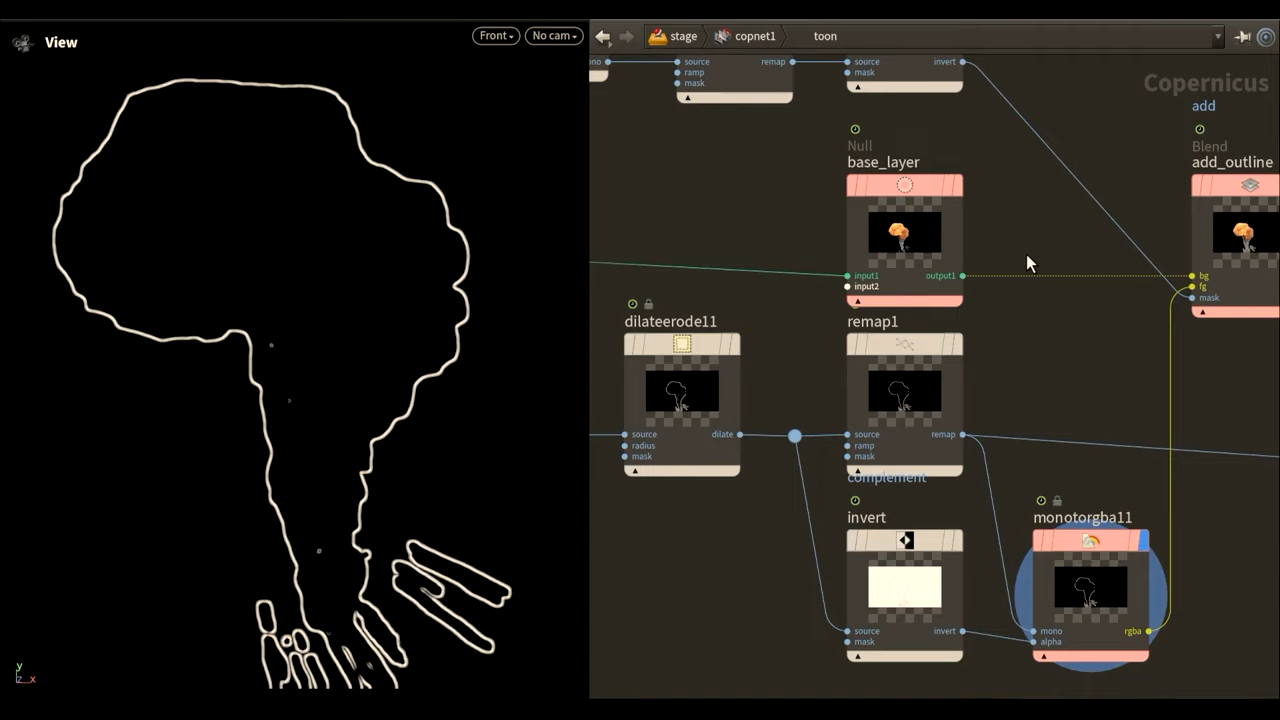 View
Front
No cam
stage
copnet1
toon
Copernicus
source
ramp
mask
remap
source
mask
invert
add
Null
base_layer
Blend
add_outline
input1
input2
output1
bg
fg
mask
dilateerode11
source
radius
mask
dilate
remap1
source
ramp
mask
remap
complement
invert
source
mask
invert
monotorgba11
mono
alpha
rgba
y
z
x